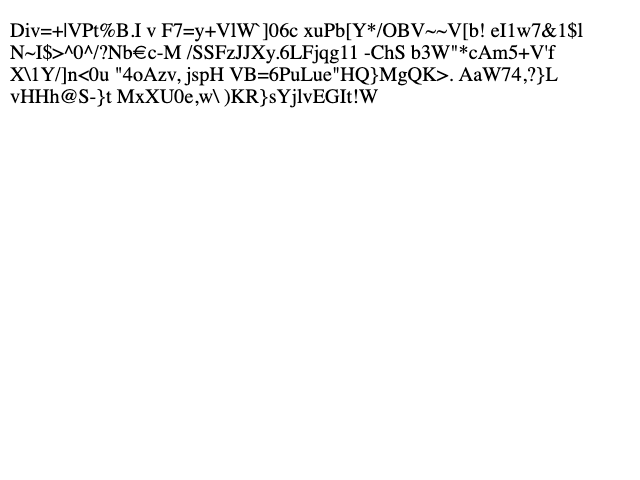 Div=+|VPt%B.I v F7=y+VlW`]06c xuPb[Y*/OBV~~V[b! eI1w7&1$l
N~I$>^0^/?Nb€c-M /SSFzJJXy.6LFjqg11 -ChS b3W"*cAm5+V'f
X\1Y/]n<0u "4oAzv, jspH VB=6PuLue"HQ}MgQK>. AaW74,?}L
vHHh@S-}t MxXU0e,w\ )KR}sYjlvEGIt!W